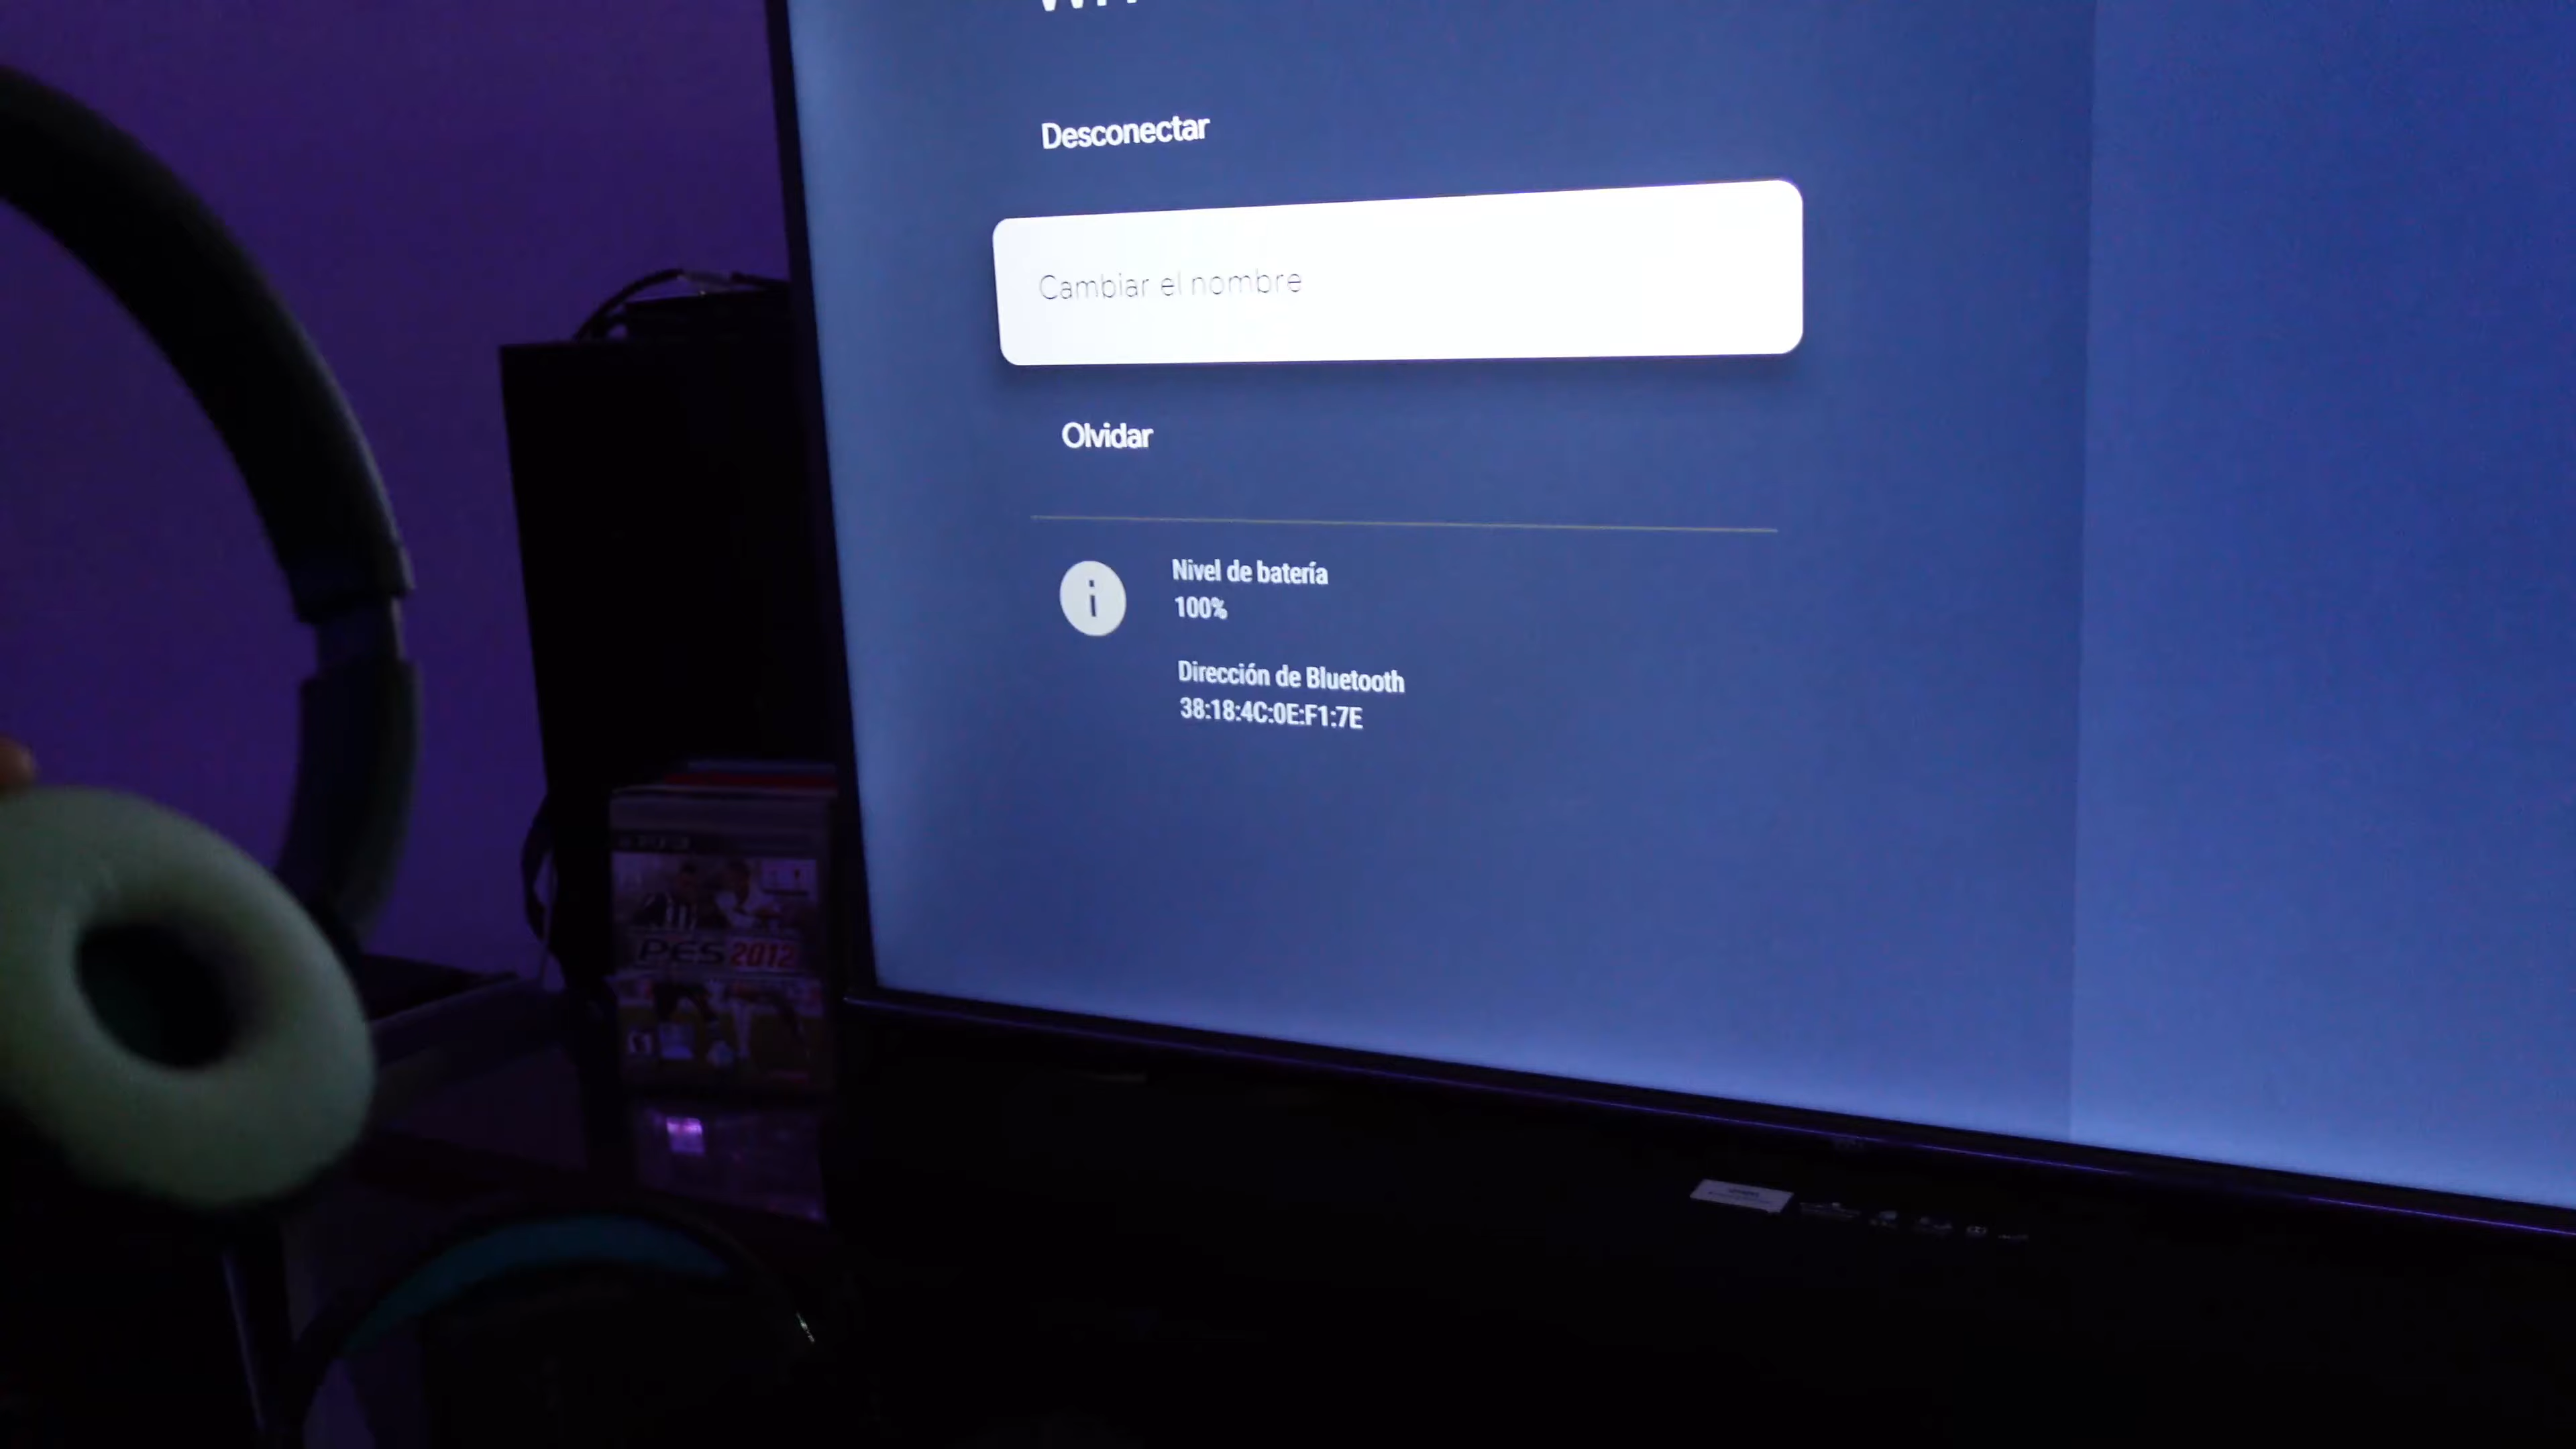 Desconectar
Cambiar el nombre
Olvidar
Nivel de batería
100%
Dirección de Bluetooth
38:18:4C:0E:F1:7E
PS3
PES 2012